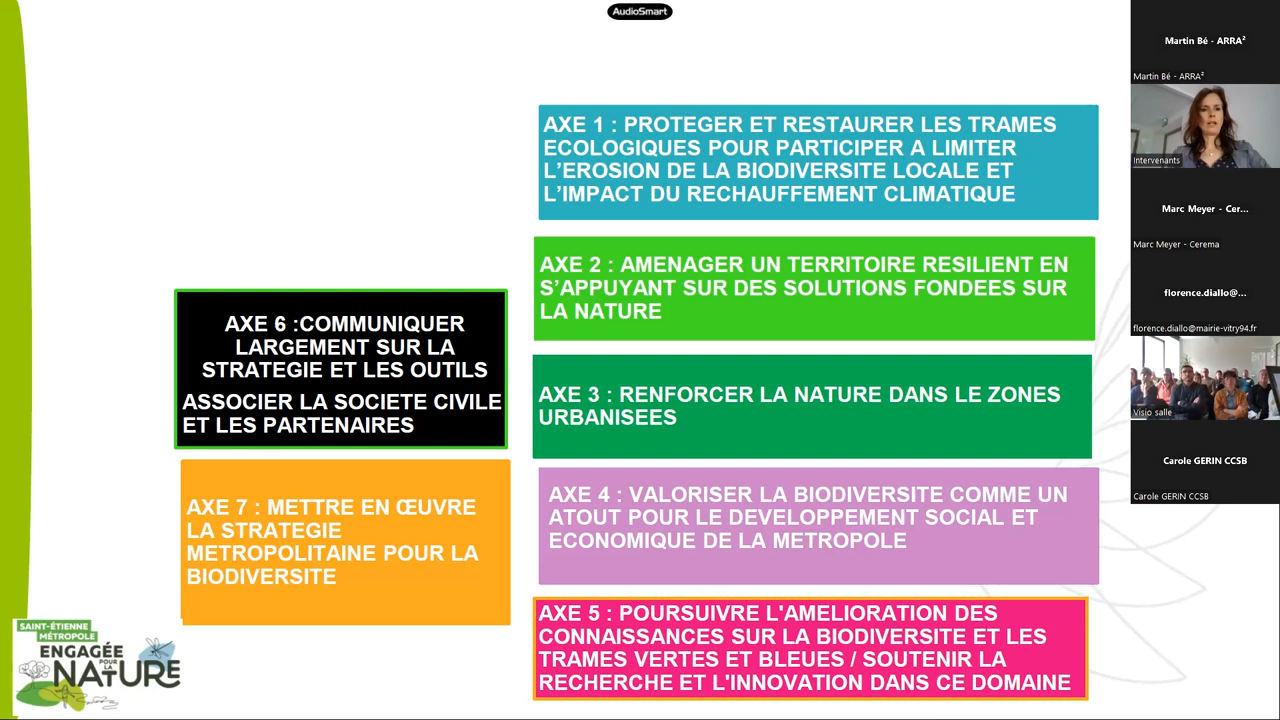 AudioSmart
AXE 1 : PROTEGER ET RESTAURER LES TRAMES
ECOLOGIQUES POUR PARTICIPER A LIMITER
L’EROSION DE LA BIODIVERSITE LOCALE ET
L’IMPACT DU RECHAUFFEMENT CLIMATIQUE
AXE 2 : AMENAGER UN TERRITOIRE RESILIENT EN
S’APPUYANT SUR DES SOLUTIONS FONDEES SUR
LA NATURE
AXE 3 : RENFORCER LA NATURE DANS LE ZONES
URBANISEES
AXE 4 : VALORISER LA BIODIVERSITE COMME UN
ATOUT POUR LE DEVELOPPEMENT SOCIAL ET
ECONOMIQUE DE LA METROPOLE
AXE 5 : POURSUIVRE L'AMELIORATION DES
CONNAISSANCES SUR LA BIODIVERSITE ET LES
TRAMES VERTES ET BLEUES / SOUTENIR LA
RECHERCHE ET L'INNOVATION DANS CE DOMAINE
AXE 6 :COMMUNIQUER
LARGEMENT SUR LA
STRATEGIE ET LES OUTILS
ASSOCIER LA SOCIETE CIVILE
ET LES PARTENAIRES
AXE 7 : METTRE EN ŒUVRE
LA STRATEGIE
METROPOLITAINE POUR LA
BIODIVERSITE
SAINT-ÉTIENNE
MÉTROPOLE
ENGAGÉE
POUR LA
NATURE
Martin Bé - ARRA²
Martin Bé - ARRA²
Intervenants
Marc Meyer - Cer...
Marc Meyer - Cerema
florence.diallo@...
florence.diallo@mairie-vitry94.fr
Visio salle
Carole GERIN CCSB
Carole GERIN CCSB